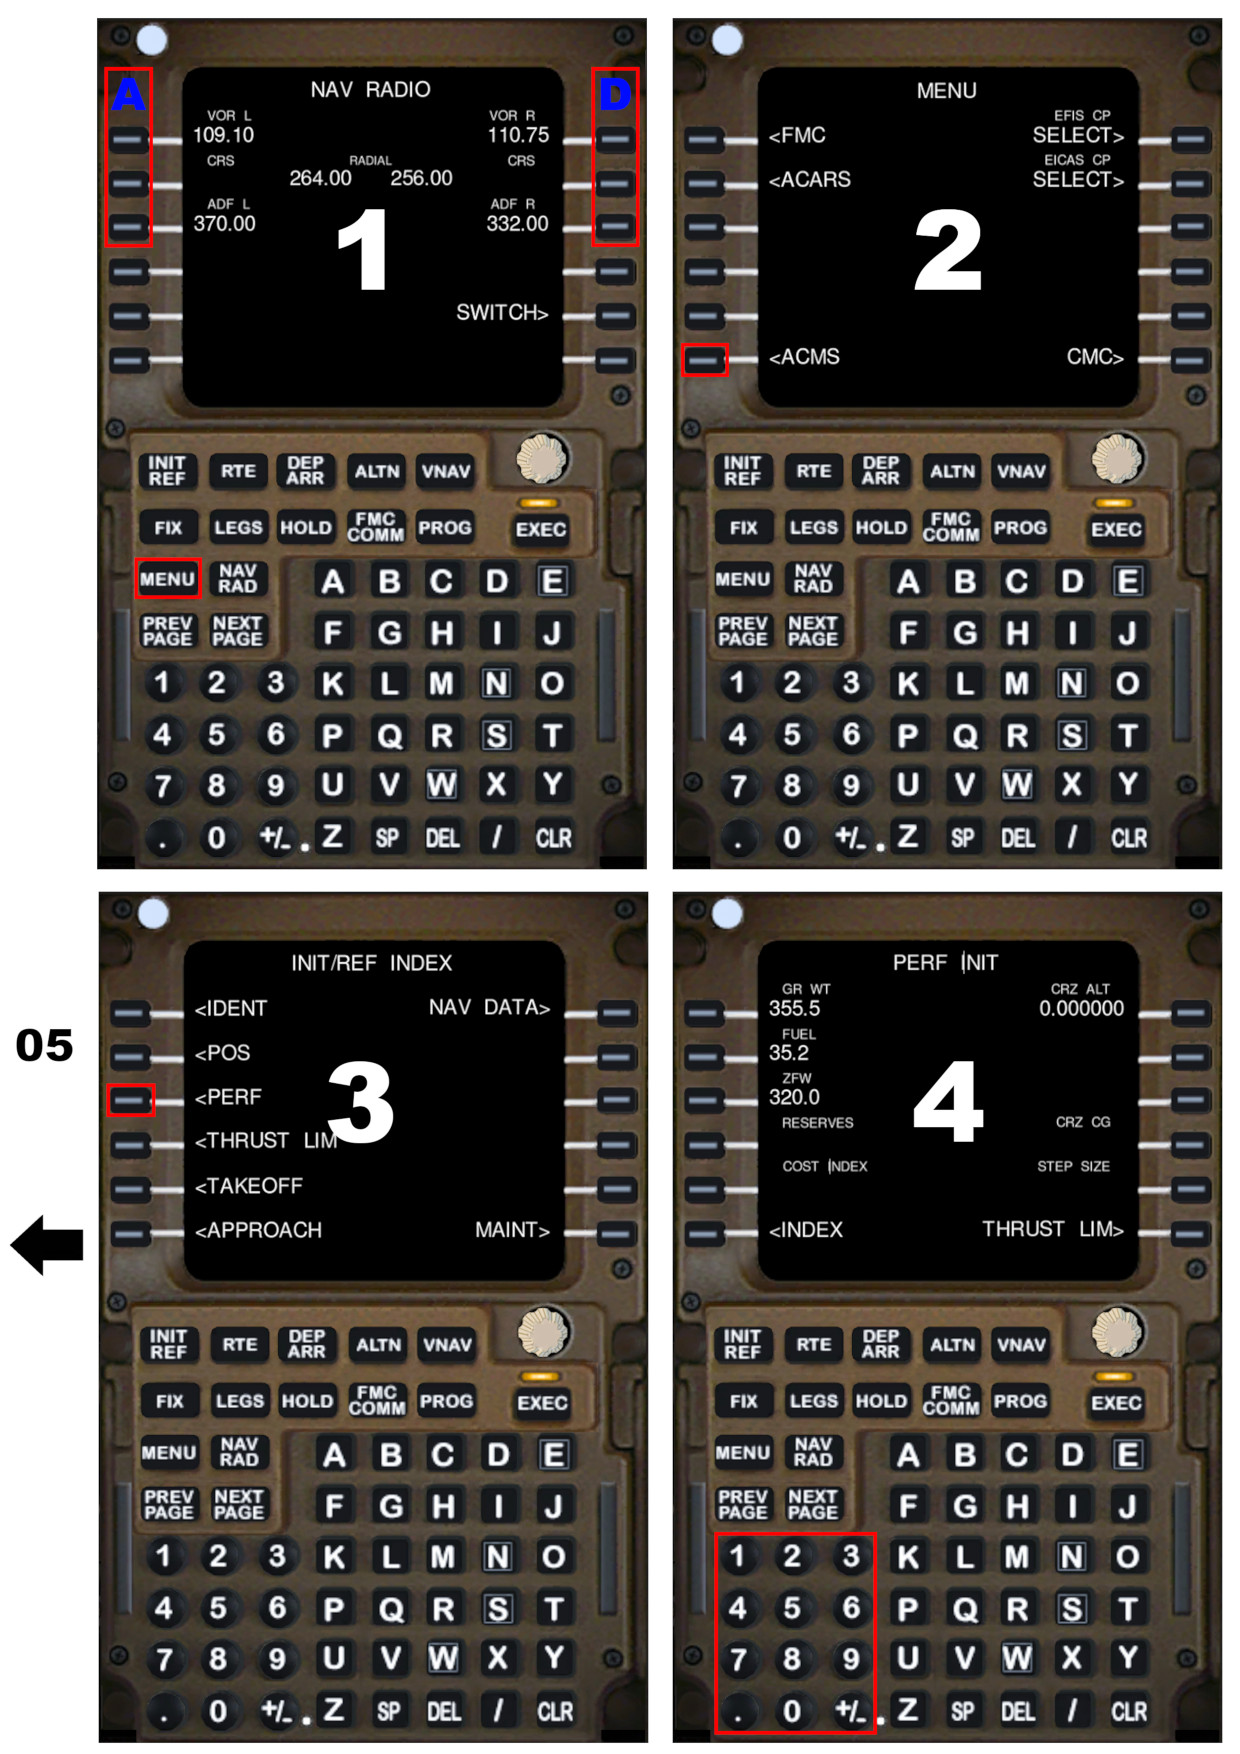 A D
NAV RADIO
VOR L VOR R
109.10 110.75
CRS RADIAL CRS
264.00 256.00
ADF L ADF R
370.00 332.00
1
SWITCH>
INIT REF RTE DEP ARR ALTN VNAV
FIX LEGS HOLD FMC COMM PROG EXEC
MENU NAV RAD A B C D E
PREV PAGE NEXT PAGE F G H I J
1 2 3 K L M N O
4 5 6 P Q R S T
7 8 9 U V W X Y
. 0 +/- Z SP DEL / CLR
MENU
EFIS CP
<FMC SELECT>
EICAS CP
<ACARS SELECT>
2
<ACMS CMC>
INIT REF RTE DEP ARR ALTN VNAV
FIX LEGS HOLD FMC COMM PROG EXEC
MENU NAV RAD A B C D E
PREV PAGE NEXT PAGE F G H I J
1 2 3 K L M N O
4 5 6 P Q R S T
7 8 9 U V W X Y
. 0 +/- Z SP DEL / CLR
05
INIT/REF INDEX
<IDENT NAV DATA>
<POS
<PERF
3
<THRUST LIM
<TAKEOFF
<APPROACH MAINT>
INIT REF RTE DEP ARR ALTN VNAV
FIX LEGS HOLD FMC COMM PROG EXEC
MENU NAV RAD A B C D E
PREV PAGE NEXT PAGE F G H I J
1 2 3 K L M N O
4 5 6 P Q R S T
7 8 9 U V W X Y
. 0 +/- Z SP DEL / CLR
PERF INIT
GR WT CRZ ALT
355.5 0.000000
FUEL
35.2
ZFW
320.0
4
RESERVES CRZ CG
COST INDEX STEP SIZE
<INDEX THRUST LIM>
INIT REF RTE DEP ARR ALTN VNAV
FIX LEGS HOLD FMC COMM PROG EXEC
MENU NAV RAD A B C D E
PREV PAGE NEXT PAGE F G H I J
1 2 3 K L M N O
4 5 6 P Q R S T
7 8 9 U V W X Y
. 0 +/- Z SP DEL / CLR